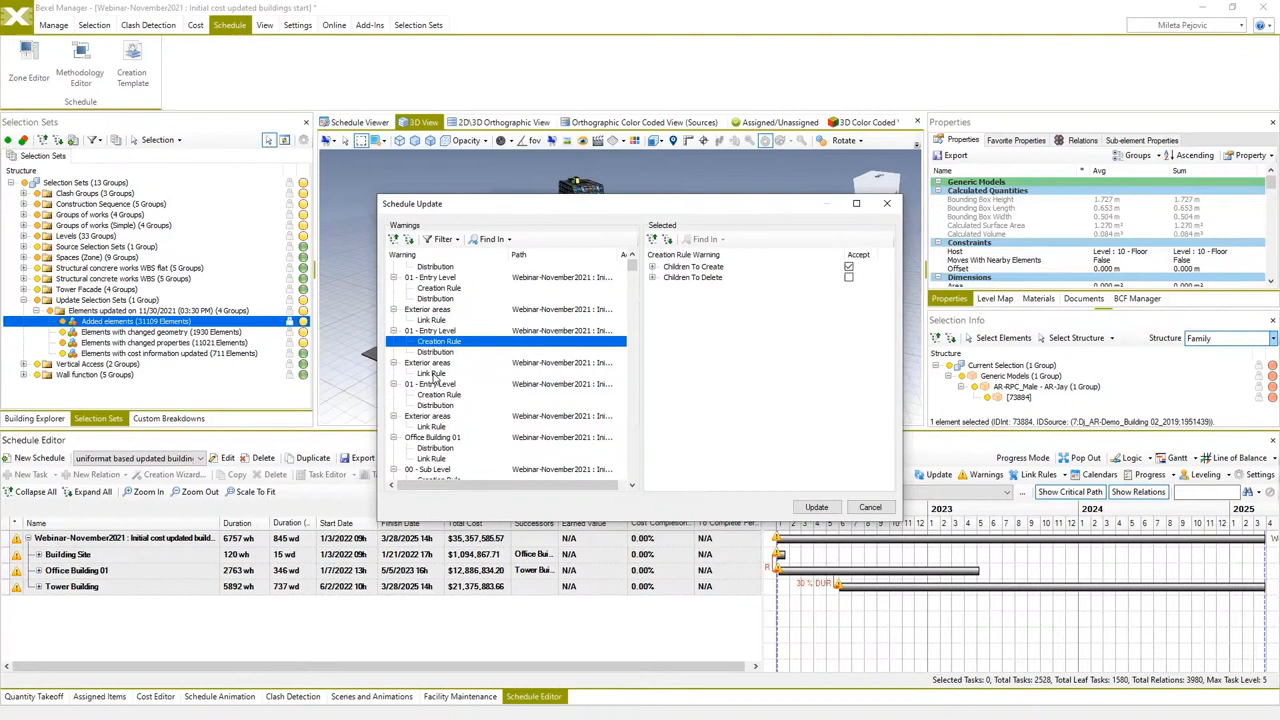 Bexel Manager - Webinar-November2021 : Initial cost updated buildings start| *
Manage Selection Clash Detection Cost Schedule View Settings Online Add-Ins Selection Sets Mileta Pejovic
Zone Editor Methodology Editor Creation Template
Schedule
Selection Sets
Selection
Selection Sets
Structure
Selection Sets (13 Groups)
Clash Groups (3 Groups)
Construction Sequence (5 Groups)
Groups of works (4 Groups)
Groups of works (Simple) (4 Groups)
Levels (33 Groups)
Source Selection Sets (1 Group)
Spaces (Zone) (9 Groups)
Structural concrere works WBS flat (5 Groups)
Structural concrete works WBS (5 Groups)
Tower Facade (4 Groups)
Update Selection Sets (1 Group)
Elements updated on 11/30/2021 (03:30 PM) (4 Groups)
Added elements (31109 Elements)
Elements with changed geometry (1930 Elements)
Elements with changed properties (11021 Elements)
Elements with cost information updated (711 Elements)
Vertical Access (2 Groups)
Wall function (5 Groups)
Building Explorer Selection Sets Custom Breakdowns
Schedule Viewer 3D View 2D\3D Orthographic View Orthographic Color Coded View (Sources) Assigned/Unassigned 3D Color Coded
Opacity fov Rotate
Schedule Update
Warnings
Filter Find In
Warning Path
Distribution
01 - Entry Level Webinar-November2021 : Ini...
Creation Rule
Distribution
Exterior areas Webinar-November2021 : Ini...
Link Rule
01 - Entry Level Webinar-November2021 : Ini...
Creation Rule
Distribution
Exterior areas Webinar-November2021 : Ini...
Link Rule
01 - Entry Level Webinar-November2021 : Ini...
Creation Rule
Distribution
Exterior areas Webinar-November2021 : Ini...
Link Rule
Office Building 01 Webinar-November2021 : Ini...
Distribution
Link Rule
00 - Sub Level Webinar-November2021 : Ini...
Selected
Find In
Creation Rule Warning Accept
Children To Create
Children To Delete
Update Cancel
Properties
Properties Favorite Properties Relations Sub-element Properties
Export Groups Ascending Property
Name Avg Sum
Generic Models
Calculated Quantities
Bounding Box Height 1.727 m 1.727 m
Bounding Box Length 0.653 m 0.653 m
Bounding Box Width 0.504 m 0.504 m
Calculated Surface Area 1.270 m² 1.270 m²
Calculated Volume 0.084 m³ 0.084 m³
Constraints
Host Level : 10 - Floor Level : 10 - Floor
Moves With Nearby Elements False False
Offset 0.000 m 0.000 m
Dimensions
Properties Level Map Materials Documents BCF Manager
Selection Info
Select Elements Select Structure Structure Family
Structure
Current Selection (1 Group)
Generic Models (1 Group)
AR-RPC_Male - AR-Jay (1 Group)
[73884]
1 element selected (IDInt: 73884, IDSource: (7:Dj_AR-Demo_Building 02_2019;1951439))
Schedule Editor
New Schedule uniformat based updated building Edit Delete Duplicate Export Progress Mode Pop Out Logic Gantt Line of Balance
New Task New Relation Creation Wizard... Copy Delete Task Editor Update Warnings Link Rules Calendars Progress Leveling Settings
Collapse All Expand All Zoom In Zoom Out Scale To Fit ... Show Critical Path Show Relations
* Name Duration Duration (d Start Date Finish Date Total Cost Successors Earned Value Cost Completion. To Complete Per 2023 2024 2025
Webinar-November2021 : Initial cost updated build... 6757 wh 845 wd 1/3/2022 09h 3/28/2025 14h $35,357,585.57 N/A 0.00% N/A
Building Site 120 wh 15 wd 1/3/2022 09h 1/21/2022 17h $1,094,867.71 Office Bui... N/A 0.00% N/A
Office Building 01 2763 wh 346 wd 1/3/2022 10h 5/5/2023 16h $12,886,834.20 Tower Bui... N/A 0.00% N/A
Tower Building 5892 wh 737 wd 6/2/2022 10h 3/28/2025 14h $21,375,883.66 N/A 0.00% N/A 30 % DUR
Selected Tasks: 0, Total Tasks: 2528, Total Leaf Tasks: 1580, Total Relations: 3980, Max Task Level: 5
Quantity Takeoff Assigned Items Cost Editor Schedule Animation Clash Detection Scenes and Animations Facility Maintenance Schedule Editor